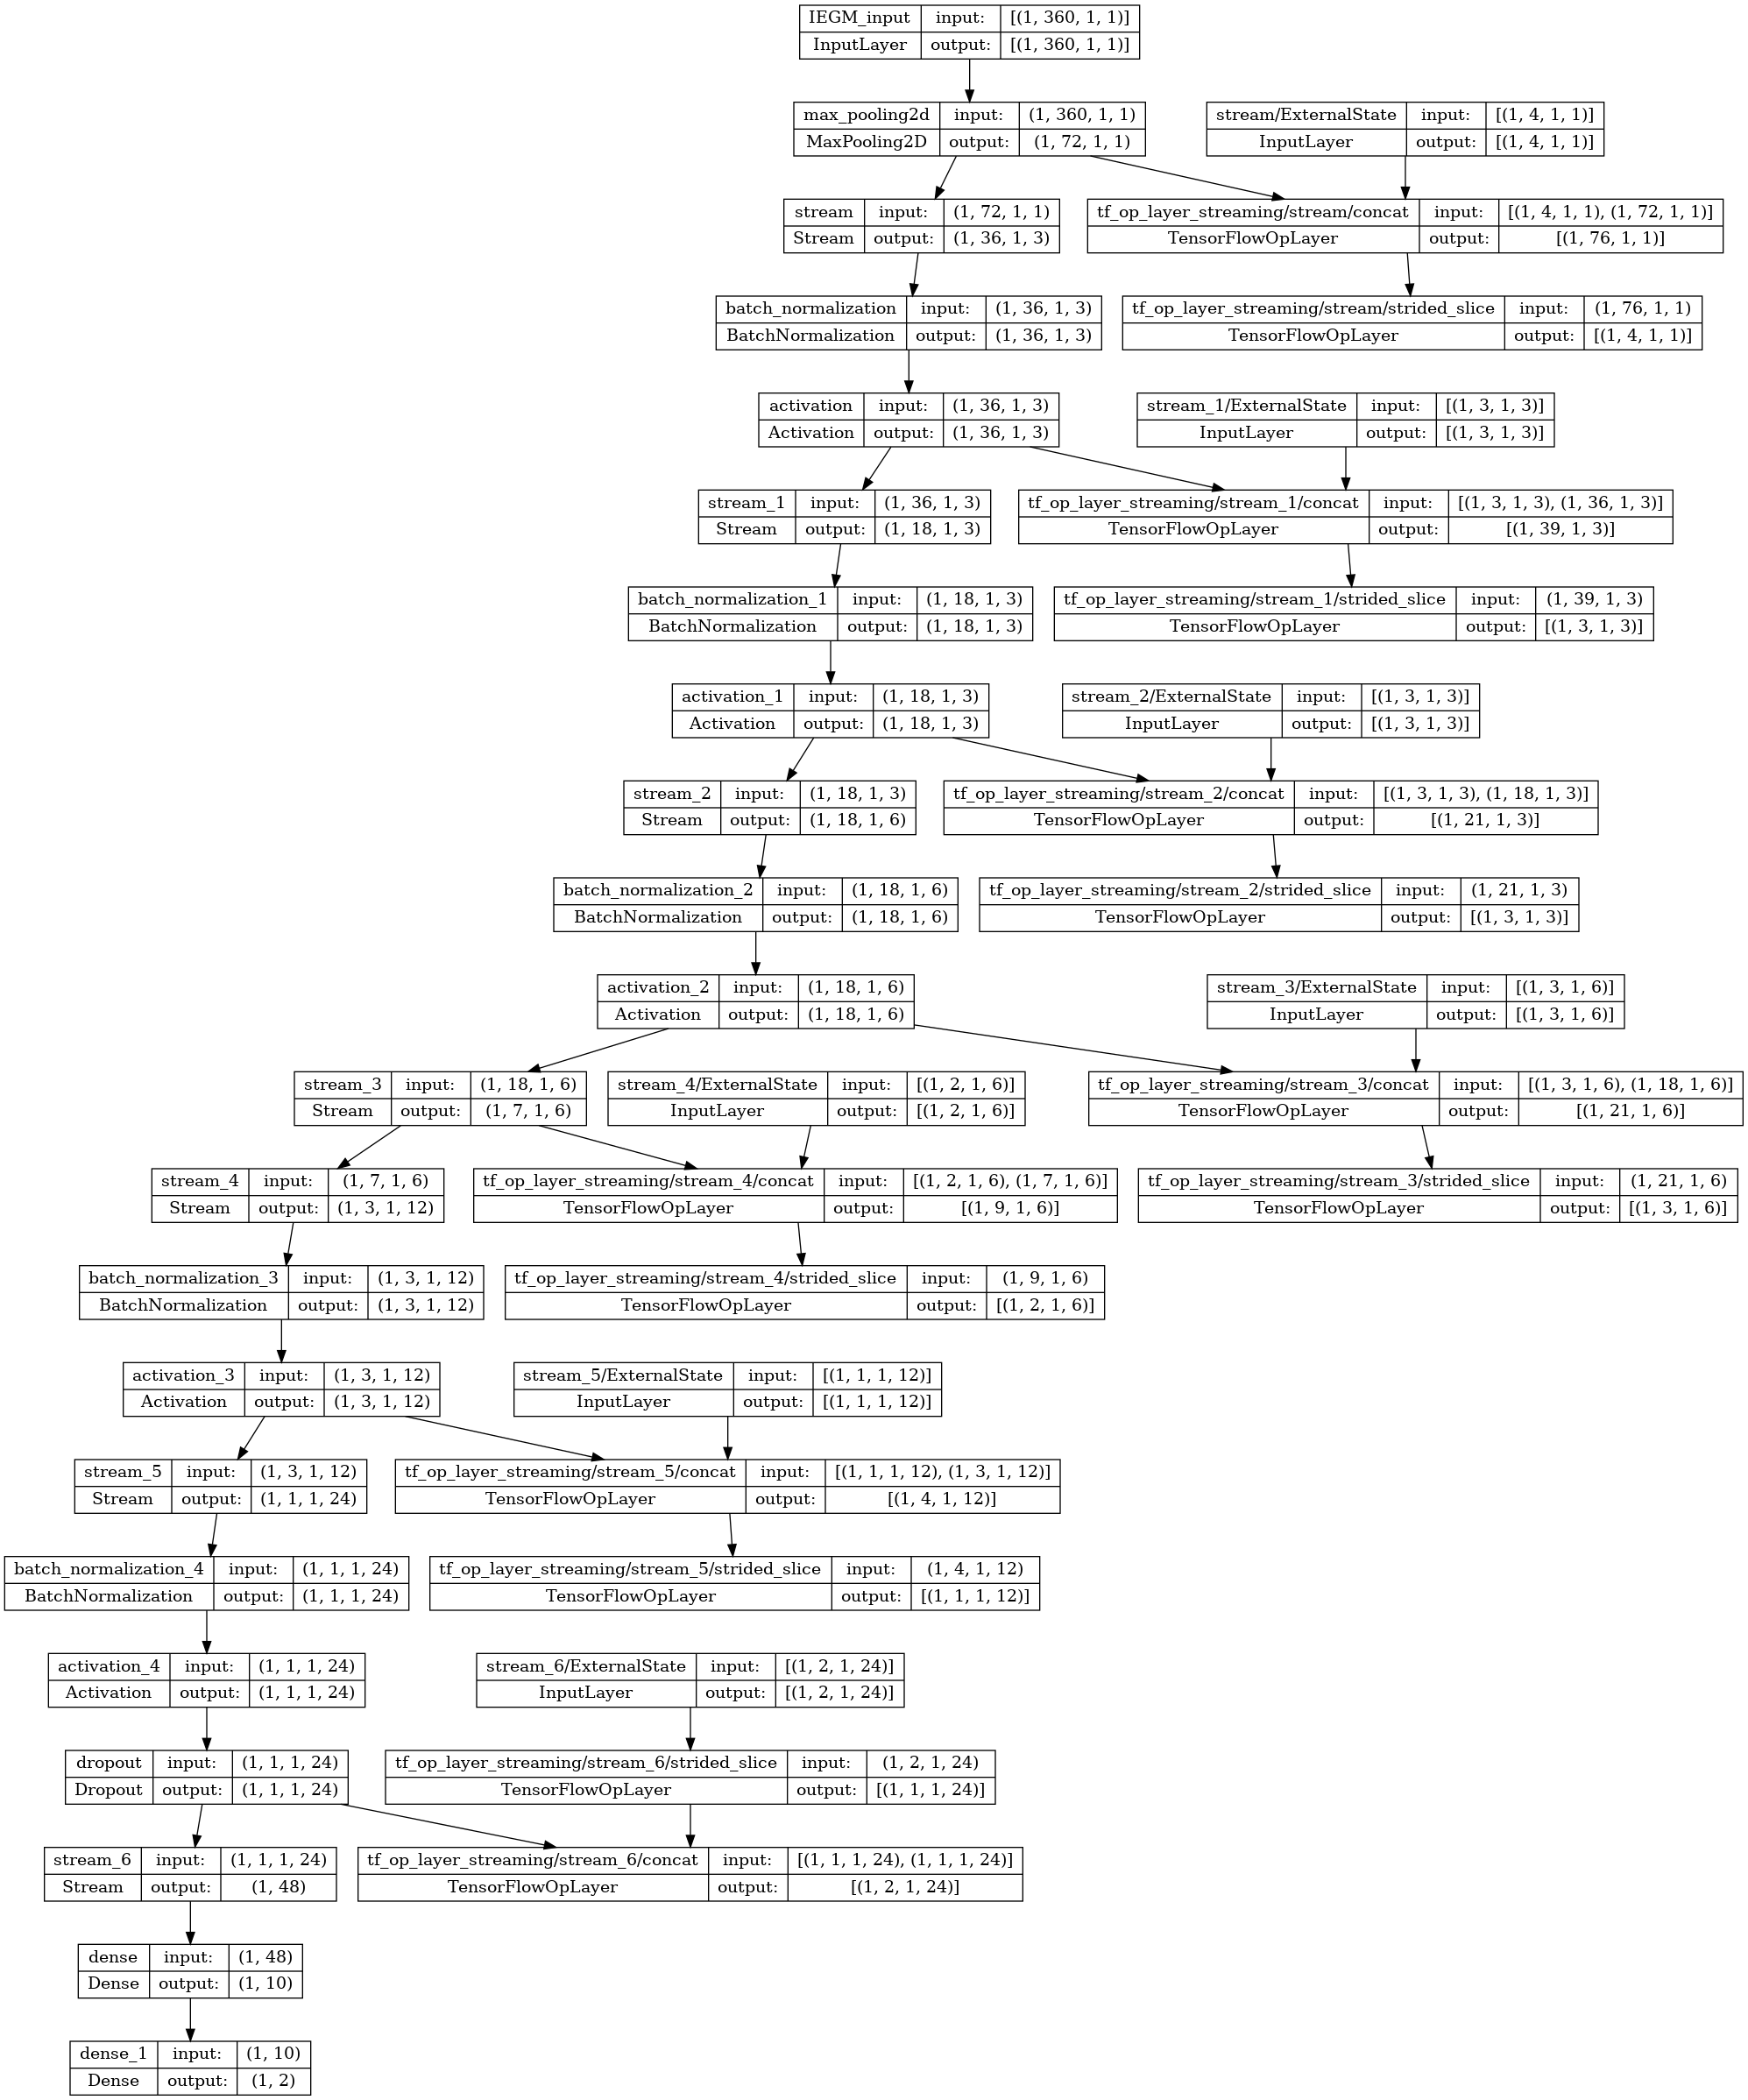 IEGM_input input: [(1, 360, 1, 1)]
InputLayer output: [(1, 360, 1, 1)]
max_pooling2d input: (1, 360, 1, 1)
MaxPooling2D output: (1, 72, 1, 1)
stream/ExternalState input: [(1, 4, 1, 1)]
InputLayer output: [(1, 4, 1, 1)]
stream input: (1, 72, 1, 1)
Stream output: (1, 36, 1, 3)
tf_op_layer_streaming/stream/concat input: [(1, 4, 1, 1), (1, 72, 1, 1)]
TensorFlowOpLayer output: [(1, 76, 1, 1)]
batch_normalization input: (1, 36, 1, 3)
BatchNormalization output: (1, 36, 1, 3)
tf_op_layer_streaming/stream/strided_slice input: (1, 76, 1, 1)
TensorFlowOpLayer output: [(1, 4, 1, 1)]
activation input: (1, 36, 1, 3)
Activation output: (1, 36, 1, 3)
stream_1/ExternalState input: [(1, 3, 1, 3)]
InputLayer output: [(1, 3, 1, 3)]
stream_1 input: (1, 36, 1, 3)
Stream output: (1, 18, 1, 3)
tf_op_layer_streaming/stream_1/concat input: [(1, 3, 1, 3), (1, 36, 1, 3)]
TensorFlowOpLayer output: [(1, 39, 1, 3)]
batch_normalization_1 input: (1, 18, 1, 3)
BatchNormalization output: (1, 18, 1, 3)
tf_op_layer_streaming/stream_1/strided_slice input: (1, 39, 1, 3)
TensorFlowOpLayer output: [(1, 3, 1, 3)]
activation_1 input: (1, 18, 1, 3)
Activation output: (1, 18, 1, 3)
stream_2/ExternalState input: [(1, 3, 1, 3)]
InputLayer output: [(1, 3, 1, 3)]
stream_2 input: (1, 18, 1, 3)
Stream output: (1, 18, 1, 6)
tf_op_layer_streaming/stream_2/concat input: [(1, 3, 1, 3), (1, 18, 1, 3)]
TensorFlowOpLayer output: [(1, 21, 1, 3)]
batch_normalization_2 input: (1, 18, 1, 6)
BatchNormalization output: (1, 18, 1, 6)
tf_op_layer_streaming/stream_2/strided_slice input: (1, 21, 1, 3)
TensorFlowOpLayer output: [(1, 3, 1, 3)]
activation_2 input: (1, 18, 1, 6)
Activation output: (1, 18, 1, 6)
stream_3/ExternalState input: [(1, 3, 1, 6)]
InputLayer output: [(1, 3, 1, 6)]
stream_3 input: (1, 18, 1, 6)
Stream output: (1, 7, 1, 6)
stream_4/ExternalState input: [(1, 2, 1, 6)]
InputLayer output: [(1, 2, 1, 6)]
tf_op_layer_streaming/stream_3/concat input: [(1, 3, 1, 6), (1, 18, 1, 6)]
TensorFlowOpLayer output: [(1, 21, 1, 6)]
stream_4 input: (1, 7, 1, 6)
Stream output: (1, 3, 1, 12)
tf_op_layer_streaming/stream_4/concat input: [(1, 2, 1, 6), (1, 7, 1, 6)]
TensorFlowOpLayer output: [(1, 9, 1, 6)]
tf_op_layer_streaming/stream_3/strided_slice input: (1, 21, 1, 6)
TensorFlowOpLayer output: [(1, 3, 1, 6)]
batch_normalization_3 input: (1, 3, 1, 12)
BatchNormalization output: (1, 3, 1, 12)
tf_op_layer_streaming/stream_4/strided_slice input: (1, 9, 1, 6)
TensorFlowOpLayer output: [(1, 2, 1, 6)]
activation_3 input: (1, 3, 1, 12)
Activation output: (1, 3, 1, 12)
stream_5/ExternalState input: [(1, 1, 1, 12)]
InputLayer output: [(1, 1, 1, 12)]
stream_5 input: (1, 3, 1, 12)
Stream output: (1, 1, 1, 24)
tf_op_layer_streaming/stream_5/concat input: [(1, 1, 1, 12), (1, 3, 1, 12)]
TensorFlowOpLayer output: [(1, 4, 1, 12)]
batch_normalization_4 input: (1, 1, 1, 24)
BatchNormalization output: (1, 1, 1, 24)
tf_op_layer_streaming/stream_5/strided_slice input: (1, 4, 1, 12)
TensorFlowOpLayer output: [(1, 1, 1, 12)]
activation_4 input: (1, 1, 1, 24)
Activation output: (1, 1, 1, 24)
stream_6/ExternalState input: [(1, 2, 1, 24)]
InputLayer output: [(1, 2, 1, 24)]
dropout input: (1, 1, 1, 24)
Dropout output: (1, 1, 1, 24)
tf_op_layer_streaming/stream_6/strided_slice input: (1, 2, 1, 24)
TensorFlowOpLayer output: [(1, 1, 1, 24)]
stream_6 input: (1, 1, 1, 24)
Stream output: (1, 48)
tf_op_layer_streaming/stream_6/concat input: [(1, 1, 1, 24), (1, 1, 1, 24)]
TensorFlowOpLayer output: [(1, 2, 1, 24)]
dense input: (1, 48)
Dense output: (1, 10)
dense_1 input: (1, 10)
Dense output: (1, 2)